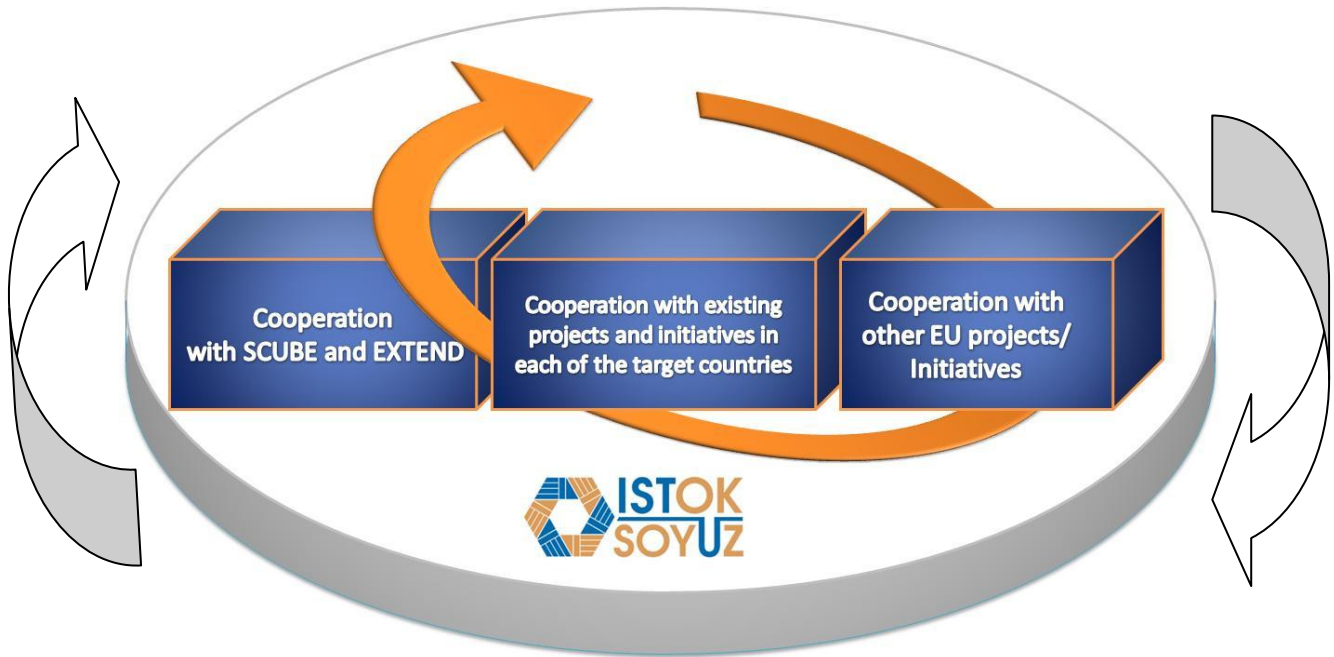 Cooperation
with SCUBE and EXTEND
Cooperation with existing
projects and initiatives in
each of the target countries
Cooperation with
other EU projects/
Initiatives
ISTOK
SOYUZ